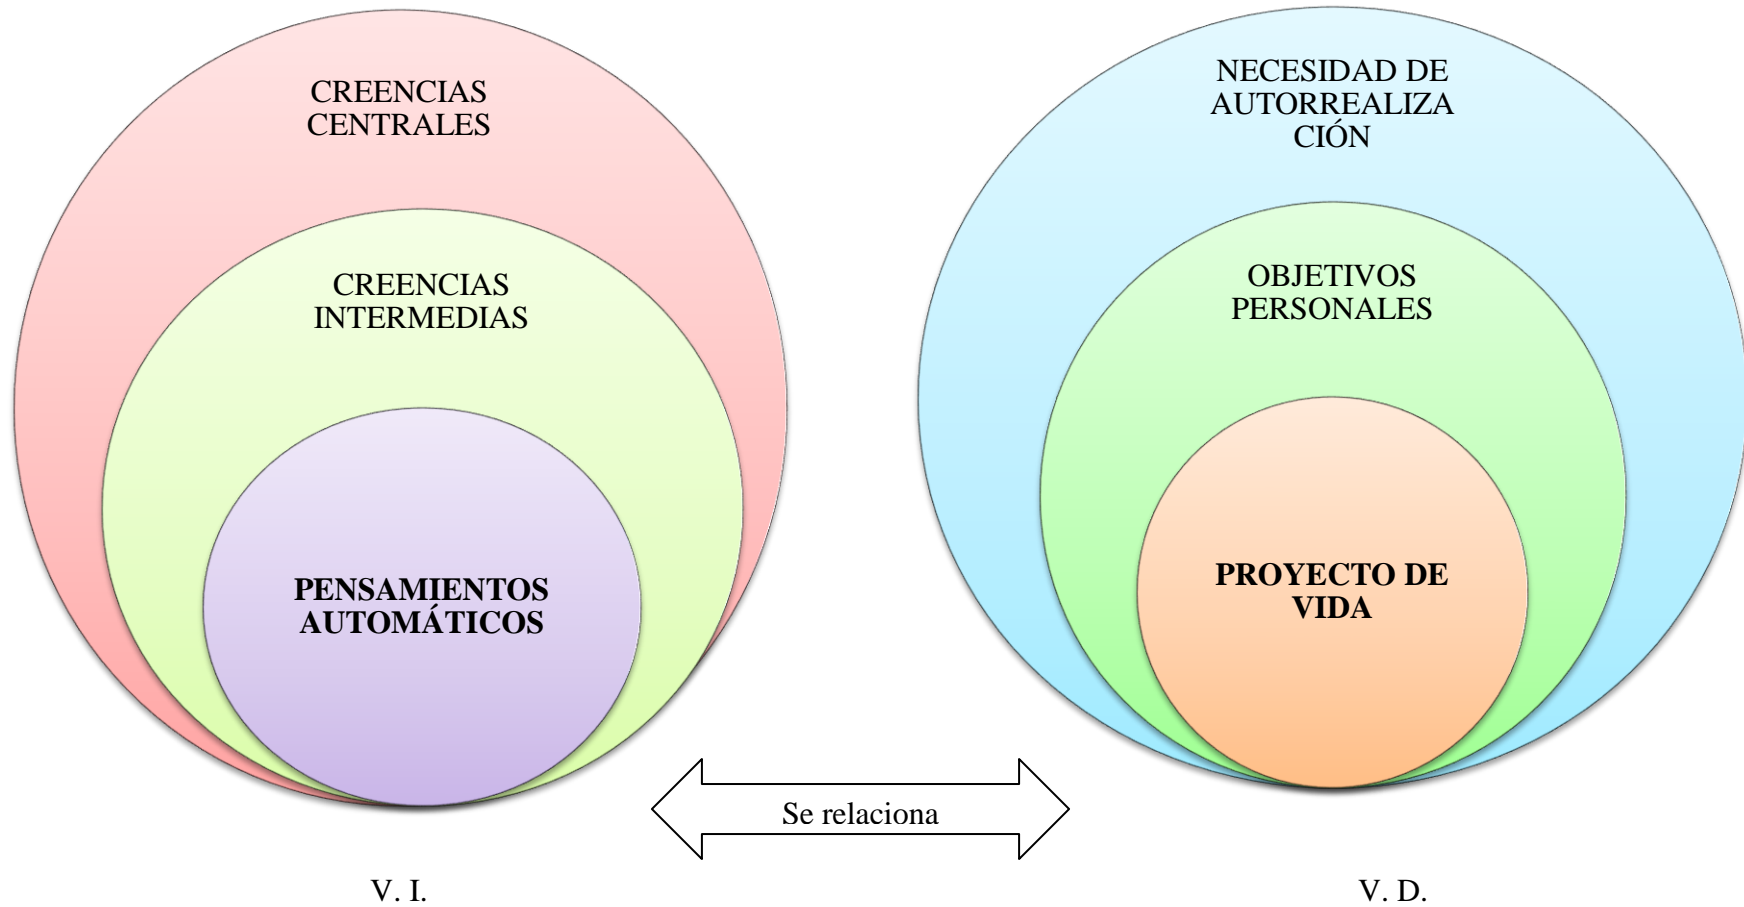 CREENCIAS
CENTRALES
CREENCIAS
INTERMEDIAS
PENSAMIENTOS
AUTOMÁTICOS
NECESIDAD DE
AUTORREALIZA
CIÓN
OBJETIVOS
PERSONALES
PROYECTO DE
VIDA
Se relaciona
V. I.
V. D.